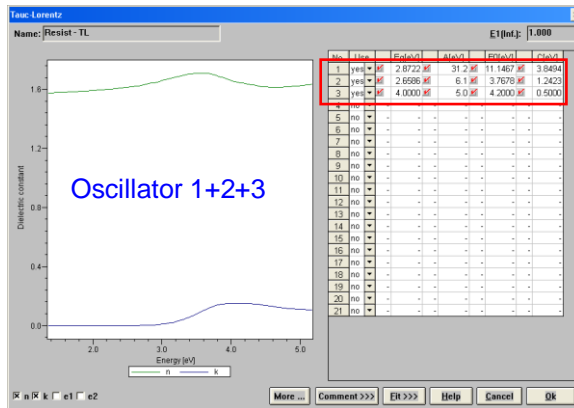 Tauc-Lorentz
Name: Resist - TL
E1(Inf.): 1.000
No Use Eg[eV] A[eV] E0[eV] C[eV]
1 yes 2.8722 31.2 11.1467 3.8494
2 yes 2.6586 6.1 3.7678 1.2423
3 yes 4.0000 5.0 4.2000 0.5000
4 no - - - -
5 no - - - -
6 no - - - -
7 no - - - -
8 no - - - -
9 no - - - -
10 no - - - -
11 no - - - -
12 no - - - -
13 no - - - -
14 no - - - -
15 no - - - -
16 no - - - -
17 no - - - -
18 no - - - -
19 no - - - -
20 no - - - -
21 no - - - -
Dielectric constant
1.6
1.2
0.8
0.4
0.0
Oscillator 1+2+3
2.0 3.0 4.0 5.0
Energy [eV]
n k
n k e1 e2
More ... Comment >>> Fit >>> Help Cancel Ok